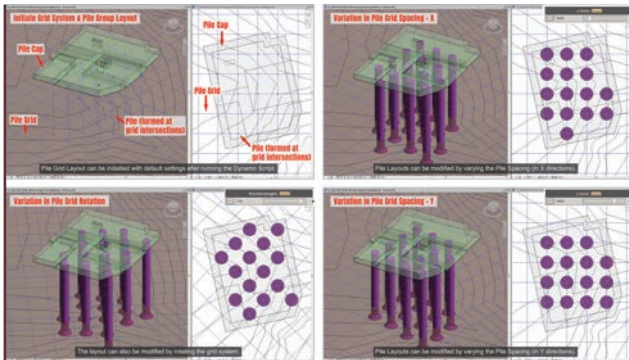 Initiate Grid System & Pile Group Layout
Pile Cap
Pile Grid
Pile (formed at
grid intersections)
Pile Cap
Pile Grid
Pile (formed at
grid intersections)
Pile Grid Layout can be initiated with default settings after running the Dynamic Script.
Variation in Pile Grid Spacing - X
Pile Layouts can be modified by varying the Pile Spacing (in X directions).
Variation in Pile Grid Rotation
The layout can also be modified by rotating the grid system.
Variation in Pile Grid Spacing - Y
Pile Layouts can be modified by varying the Pile Spacing (in Y directions).